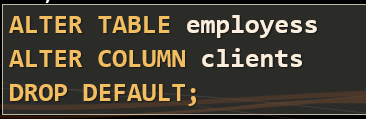 ALTER TABLE employess
ALTER COLUMN clients
DROP DEFAULT;